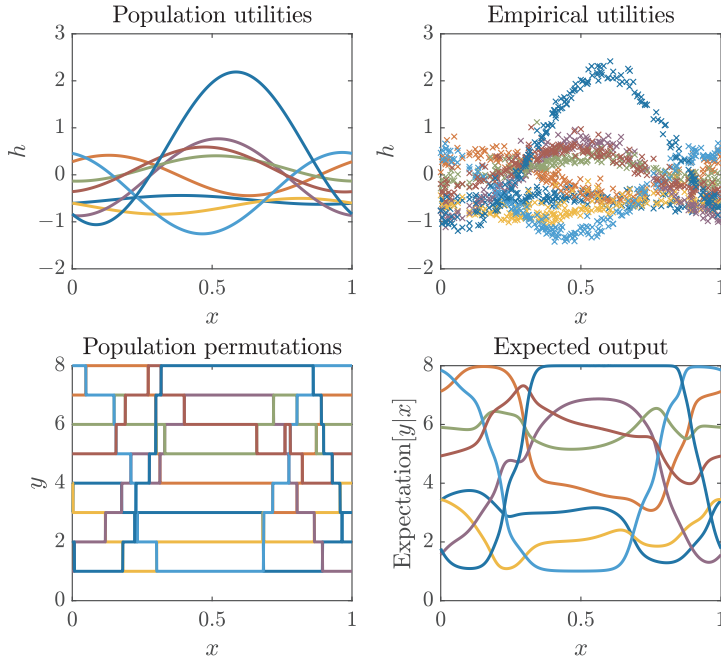 Population utilities
3
2
1
0
−1
−2
h
0
0.5
1
x
Empirical utilities
3
2
1
0
−1
−2
h
0
0.5
1
x
Population permutations
8
6
4
2
0
y
0
0.5
1
x
Expected output
8
6
4
2
0
Expectation[y|x]
0
0.5
1
x